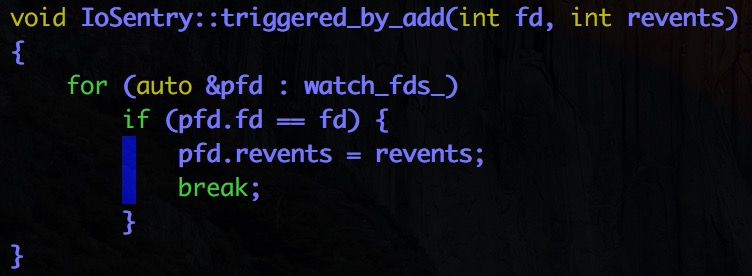 void IoSentry::triggered_by_add(int fd, int revents)
{
    for (auto &pfd : watch_fds_)
        if (pfd.fd == fd) {
            pfd.revents = revents;
            break;
        }
}